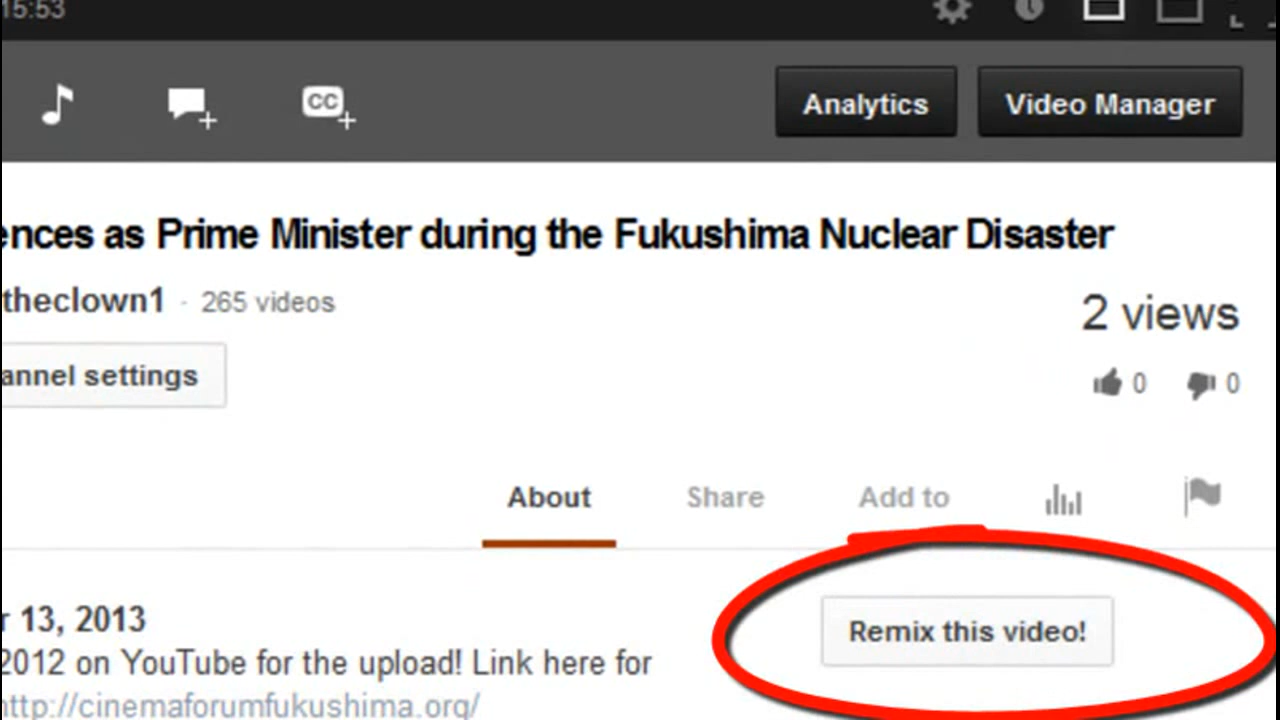 15:53
CC
Analytics
Video Manager
ences as Prime Minister during the Fukushima Nuclear Disaster
theclown1 · 265 videos
2 views
annel settings
0
0
About
Share
Add to
r 13, 2013
Remix this video!
2012 on YouTube for the upload! Link here for
http://cinemaforumfukushima.org/